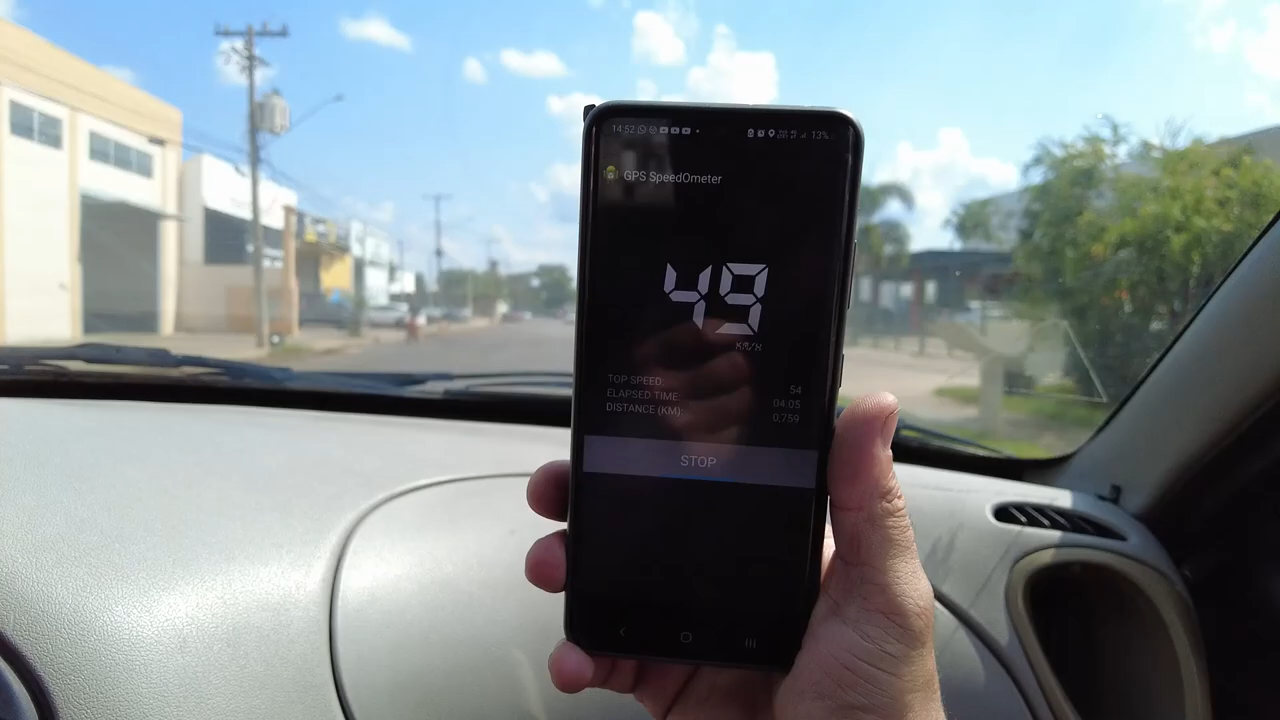 14:52
13%
GPS SpeedOmeter
49
KM/H
TOP SPEED: 54
ELAPSED TIME: 04:05
DISTANCE (KM): 0,759
STOP